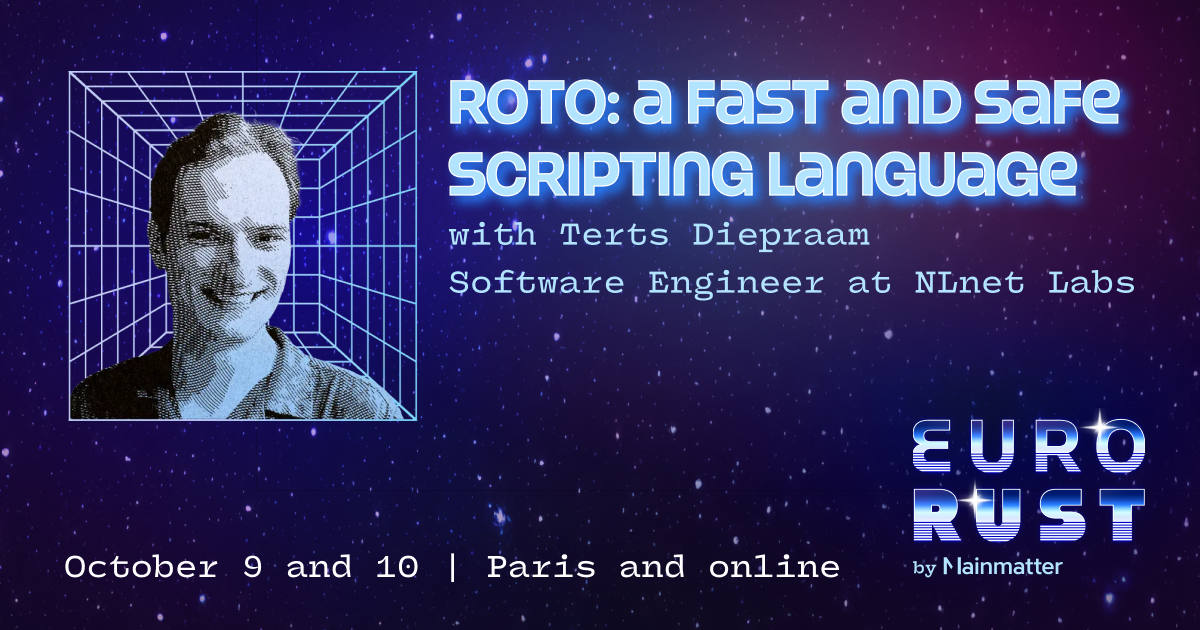 ROTO: a FaST aND SaFe
SCRIPTING LaNGUaGe
with Terts Diepraam
Software Engineer at NLnet Labs
EURO
RUST
by Mainmatter
October 9 and 10 | Paris and online